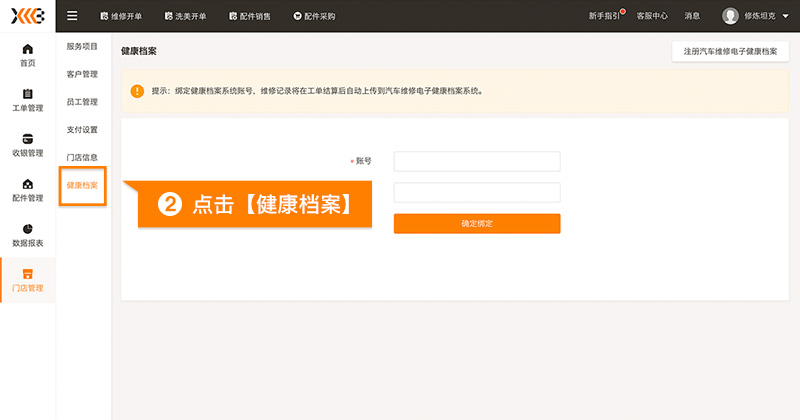 维修开单
洗美开单
配件销售
配件采购
新手指引
客服中心
消息
修炼坦克
首页
工单管理
收银管理
配件管理
数据报表
门店管理
服务项目
客户管理
员工管理
支付设置
门店信息
健康档案
健康档案
注册汽车维修电子健康档案
提示：绑定健康档案系统账号，维修记录将在工单结算后自动上传到汽车维修电子健康档案系统。
* 账号
2 点击【健康档案】
确定绑定